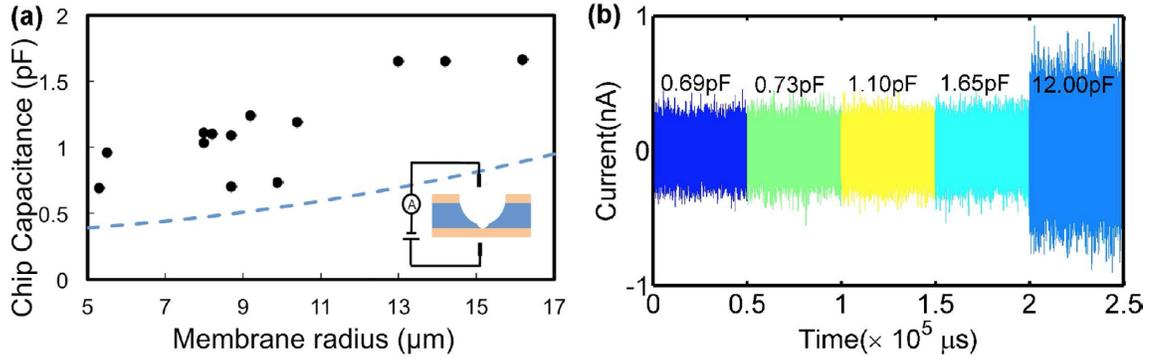 (a)
Chip Capacitance (pF)
2
1.5
1
0.5
0
5 7 9 11 13 15 17
Membrane radius (μm)
A
(b)
Current(nA)
1
0
-1
0.69pF 0.73pF 1.10pF 1.65pF 12.00pF
0 0.5 1 1.5 2 2.5
Time(× 10⁵ μs)